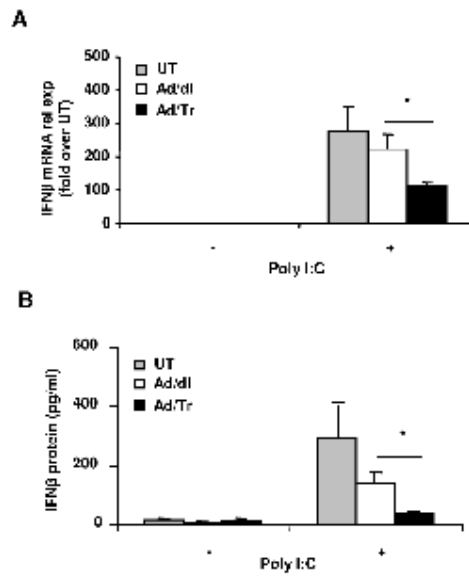 A
IFNβ mRNA rel exp
(fold over UT)
500
400
300
200
100
0
UT
Ad/dl
Ad/Tr
*
-
+
Poly I:C
B
IFNβ protein (pg/ml)
600
400
200
0
UT
Ad/dl
Ad/Tr
*
-
+
Poly I:C